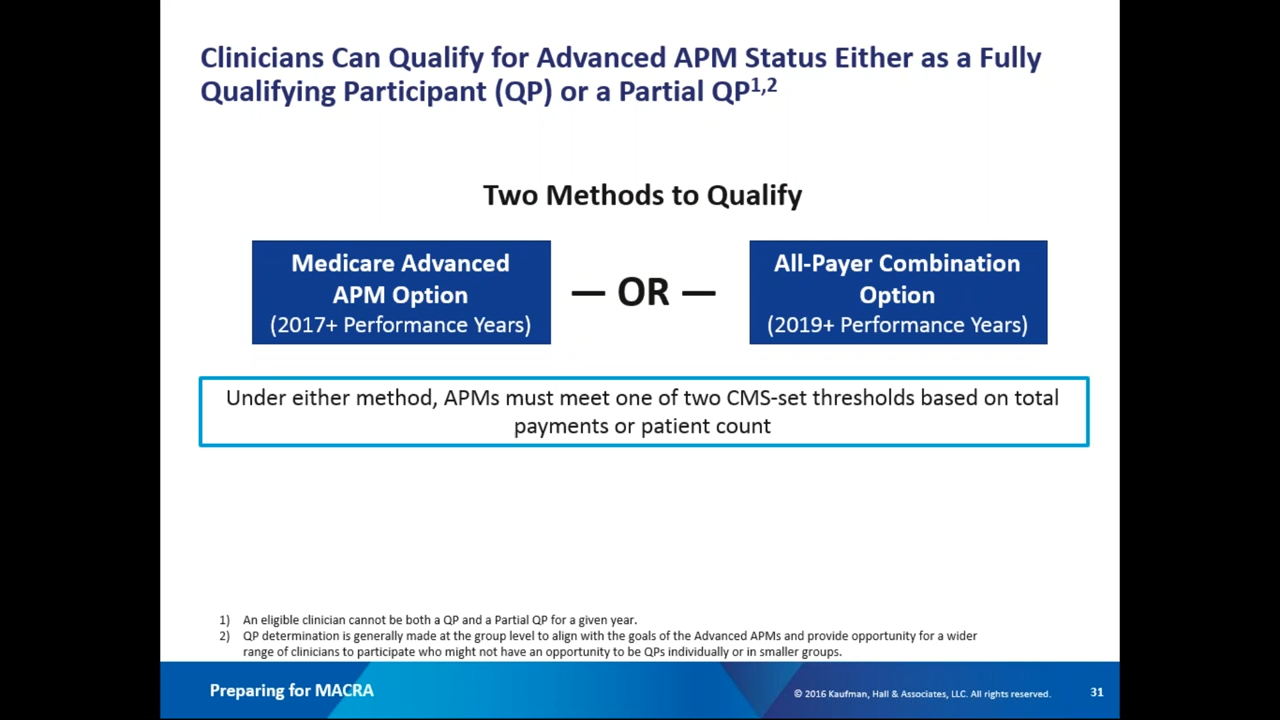 Clinicians Can Qualify for Advanced APM Status Either as a Fully
Qualifying Participant (QP) or a Partial QP1,2
Two Methods to Qualify
Medicare Advanced
APM Option
(2017+ Performance Years)
— OR —
All-Payer Combination
Option
(2019+ Performance Years)
Under either method, APMs must meet one of two CMS-set thresholds based on total
payments or patient count
1) An eligible clinician cannot be both a QP and a Partial QP for a given year.
2) QP determination is generally made at the group level to align with the goals of the Advanced APMs and provide opportunity for a wider
range of clinicians to participate who might not have an opportunity to be QPs individually or in smaller groups.
Preparing for MACRA
© 2016 Kaufman, Hall & Associates, LLC. All rights reserved.
31